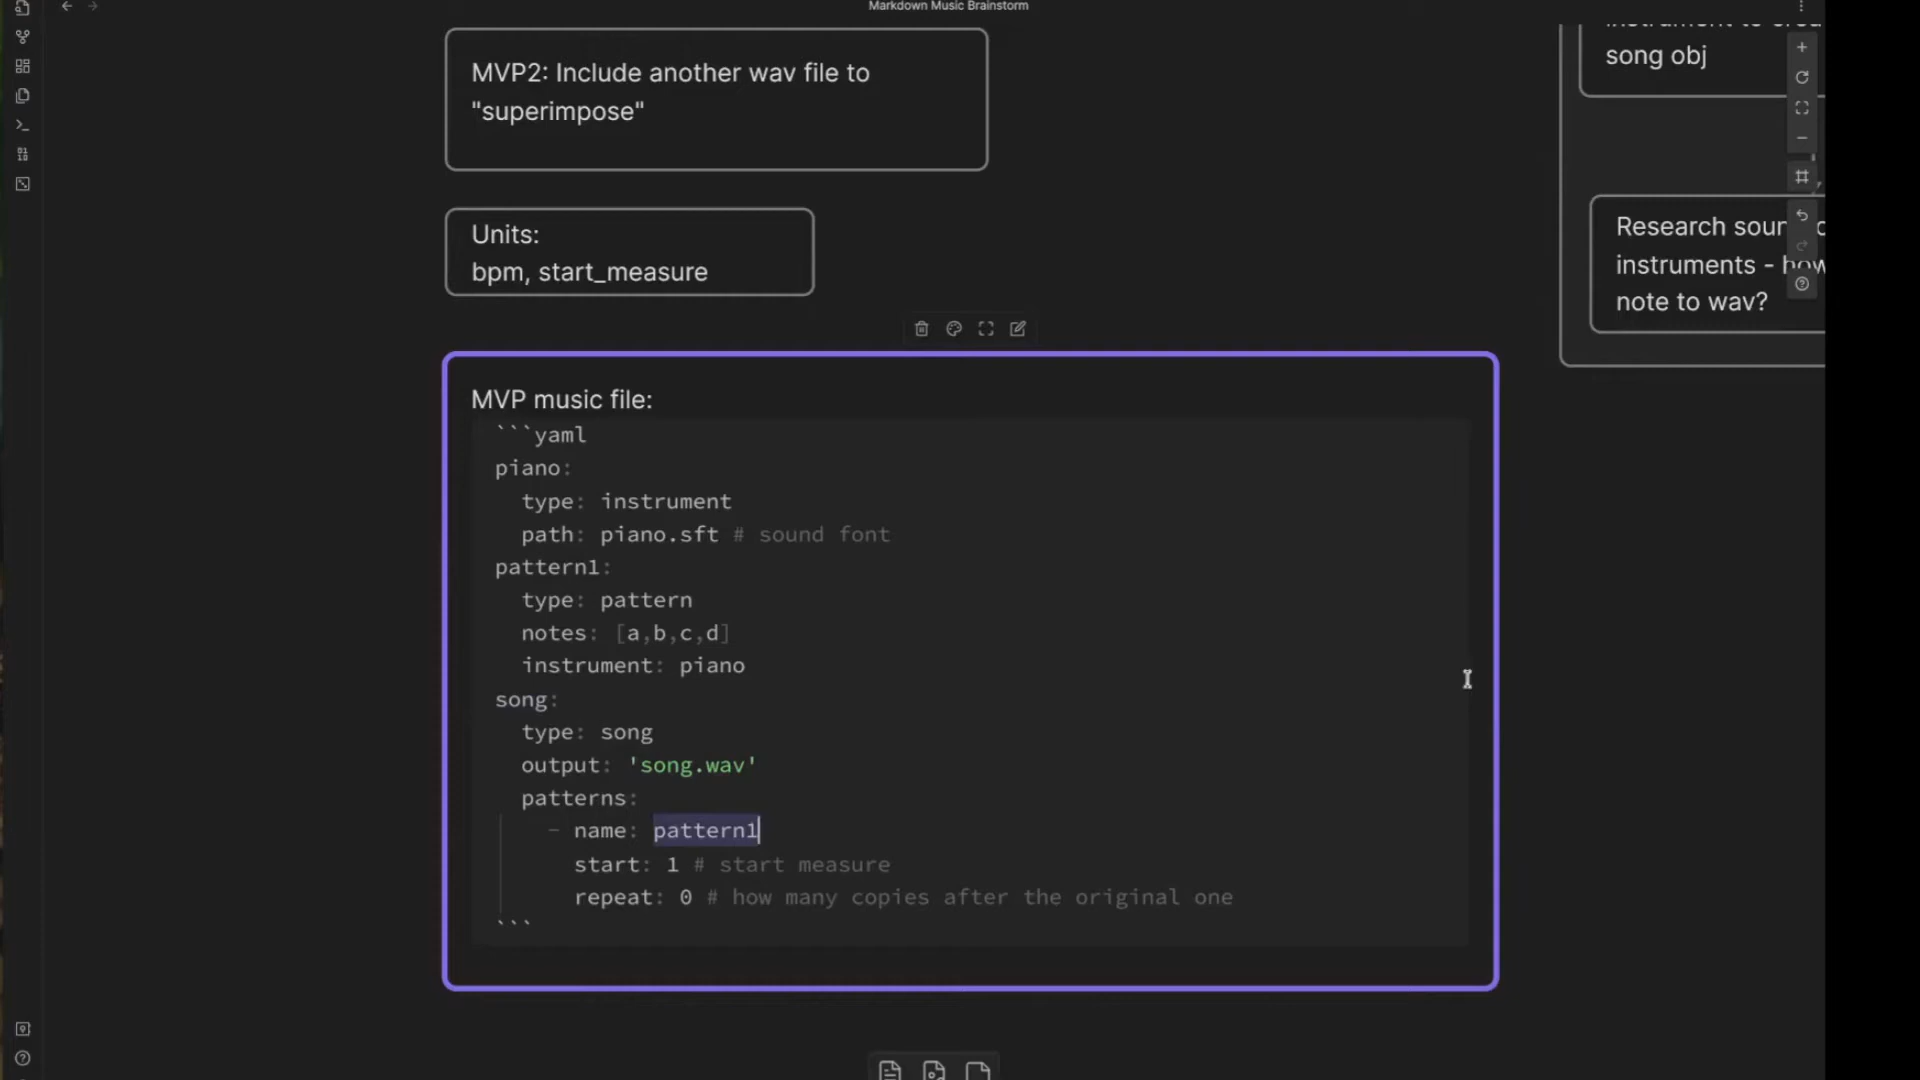 Markdown Music Brainstorm
MVP2: Include another wav file to
"superimpose"
Units:
bpm, start_measure
song obj
Research
instruments -
note to wav?
MVP music file:
```yaml
piano:
  type: instrument
  path: piano.sft # sound font
pattern1:
  type: pattern
  notes: [a,b,c,d]
  instrument: piano
song:
  type: song
  output: 'song.wav'
  patterns:
    - name: pattern1
      start: 1 # start measure
      repeat: 0 # how many copies after the original one
```